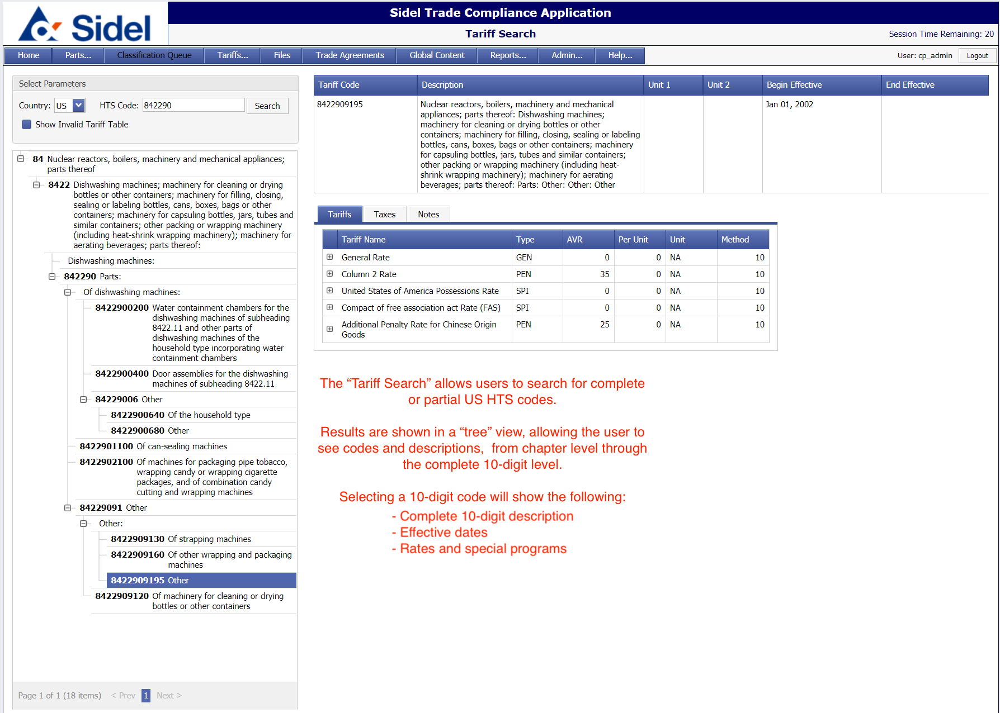 Sidel
Sidel Trade Compliance Application
Tariff Search
Session Time Remaining: 20
Home Parts... Classification Queue Tariffs... Files Trade Agreements Global Content Reports... Admin... Help...
User: cp_admin Logout
Select Parameters
Country: US HTS Code: 842290 Search
Show Invalid Tariff Table
84 Nuclear reactors, boilers, machinery and mechanical appliances;
parts thereof
8422 Dishwashing machines; machinery for cleaning or drying
bottles or other containers; machinery for filling, closing,
sealing or labeling bottles, cans, boxes, bags or other
containers; machinery for capsuling bottles, jars, tubes and
similar containers; other packing or wrapping machinery
(including heat-shrink wrapping machinery); machinery for
aerating beverages; parts thereof:
Dishwashing machines:
842290 Parts:
Of dishwashing machines:
8422900200 Water containment chambers for the
dishwashing machines of subheading
8422.11 and other parts of
dishwashing machines of the
household type incorporating water
containment chambers
8422900400 Door assemblies for the dishwashing
machines of subheading 8422.11
84229006 Other
8422900640 Of the household type
8422900680 Other
8422901100 Of can-sealing machines
8422902100 Of machines for packaging pipe tobacco,
wrapping candy or wrapping cigarette
packages, and of combination candy
cutting and wrapping machines
84229091 Other
Other:
8422909130 Of strapping machines
8422909160 Of other wrapping and packaging
machines
8422909195 Other
8422909120 Of machinery for cleaning or drying
bottles or other containers
Page 1 of 1 (18 items) < Prev 1 Next >
Tariff Code Description Unit 1 Unit 2 Begin Effective End Effective
8422909195 Nuclear reactors, boilers, machinery and mechanical Jan 01, 2002
appliances; parts thereof: Dishwashing machines;
machinery for cleaning or drying bottles or other
containers; machinery for filling, closing, sealing or labeling
bottles, cans, boxes, bags or other containers; machinery
for capsuling bottles, jars, tubes and similar containers;
other packing or wrapping machinery (including heat-
shrink wrapping machinery); machinery for aerating
beverages; parts thereof: Parts: Other: Other: Other
Tariffs Taxes Notes
Tariff Name Type AVR Per Unit Unit Method
General Rate GEN 0 0 NA 10
Column 2 Rate PEN 35 0 NA 10
United States of America Possessions Rate SPI 0 0 NA 10
Compact of free association act Rate (FAS) SPI 0 0 NA 10
Additional Penalty Rate for Chinese Origin PEN 25 0 NA 10
Goods
The “Tariff Search” allows users to search for complete
or partial US HTS codes.
Results are shown in a “tree” view, allowing the user to
see codes and descriptions, from chapter level through
the complete 10-digit level.
Selecting a 10-digit code will show the following:
- Complete 10-digit description
- Effective dates
- Rates and special programs